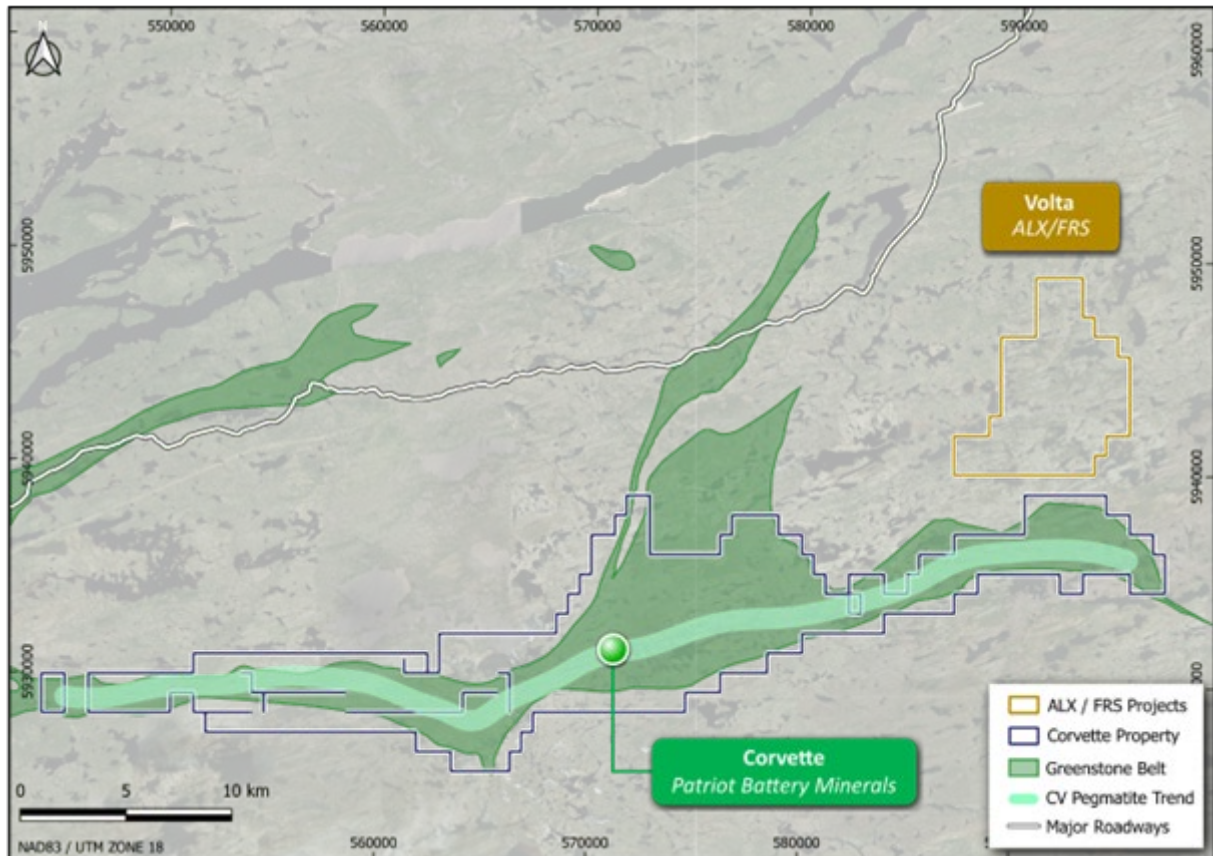 550000
560000
570000
580000
590000
N
5960000
Volta
ALX/FRS
5950000
5950000
5940000
5940000
5930000
ALX / FRS Projects
Corvette Property
Greenstone Belt
CV Pegmatite Trend
Major Roadways
Corvette
Patriot Battery Minerals
0 5 10 km
NAD83 / UTM ZONE 18
560000
570000
580000